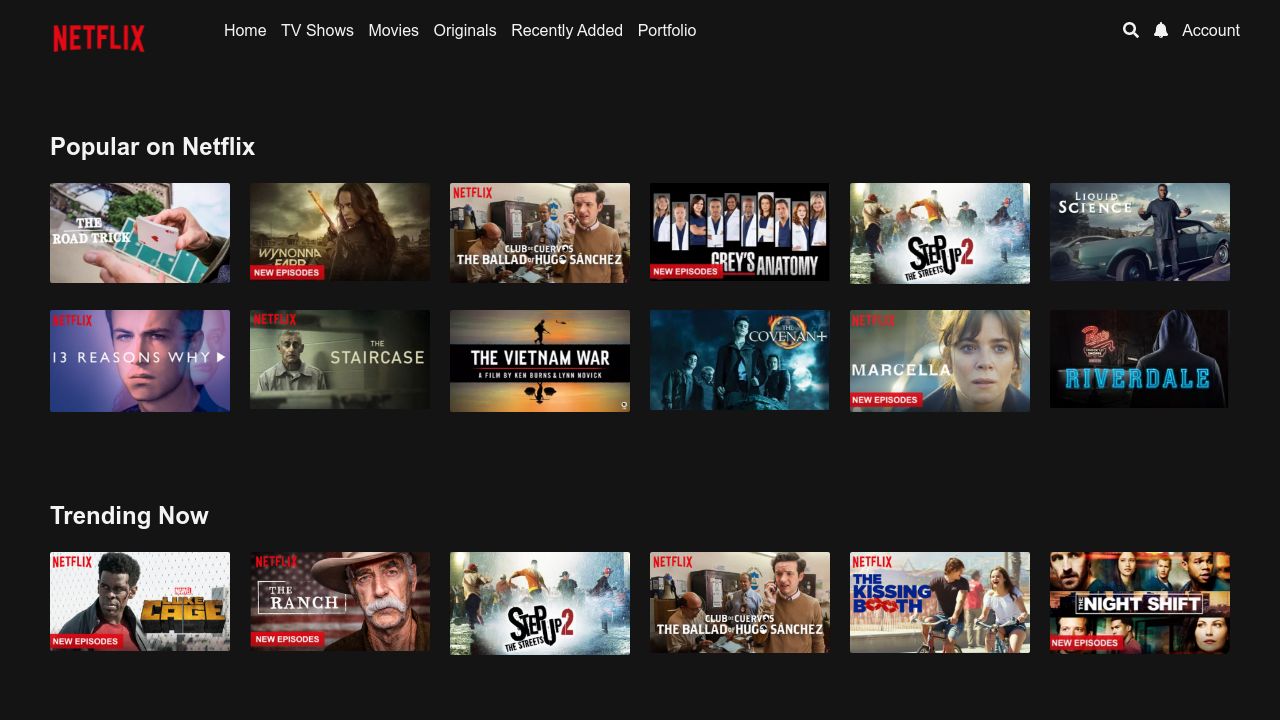 NETFLIX
Home TV Shows Movies Originals Recently Added Portfolio
Account
Popular on Netflix
THE
ROAD TRICK
WYNONNA
EARP
NEW EPISODES
NETFLIX
CLUB DE CUERVOS
THE BALLAD OF HUGO SÁNCHEZ
GREY'S ANATOMY
NEW EPISODES
STEP UP 2
THE STREETS
LIQUID
SCIENCE
NETFLIX
13 REASONS WHY
NETFLIX
THE
STAIRCASE
THE VIETNAM WAR
A FILM BY KEN BURNS & LYNN NOVICK
THE
COVENANT
NETFLIX
MARCELLA
NEW EPISODES
RIVERDALE
Trending Now
NETFLIX
MARVEL
LUKE
CAGE
NEW EPISODES
NETFLIX
THE
RANCH
NEW EPISODES
STEP UP 2
THE STREETS
NETFLIX
CLUB DE CUERVOS
THE BALLAD OF HUGO SÁNCHEZ
NETFLIX
THE
KISSING
BOOTH
THE NIGHT SHIFT
NEW EPISODES